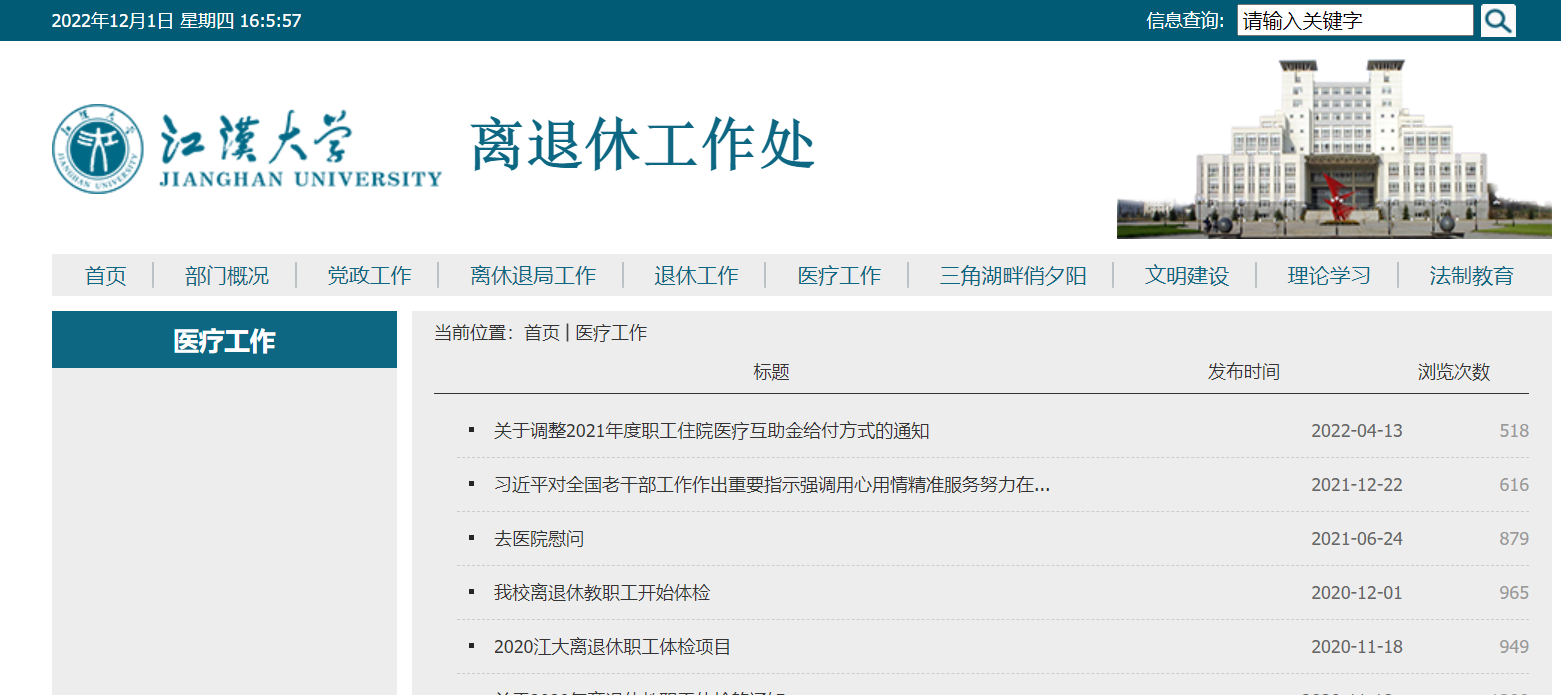 2022年12月1日 星期四 16:5:57 信息查询: 请输入关键字
江漢大学 JIANGHAN UNIVERSITY 离退休工作处
首页 部门概况 党政工作 离休退局工作 退休工作 医疗工作 三角湖畔俏夕阳 文明建设 理论学习 法制教育
医疗工作
当前位置：首页 | 医疗工作
标题 发布时间 浏览次数
关于调整2021年度职工住院医疗互助金给付方式的通知 2022-04-13 518
习近平对全国老干部工作作出重要指示强调用心用情精准服务努力在... 2021-12-22 616
去医院慰问 2021-06-24 879
我校离退休教职工开始体检 2020-12-01 965
2020江大离退休职工体检项目 2020-11-18 949